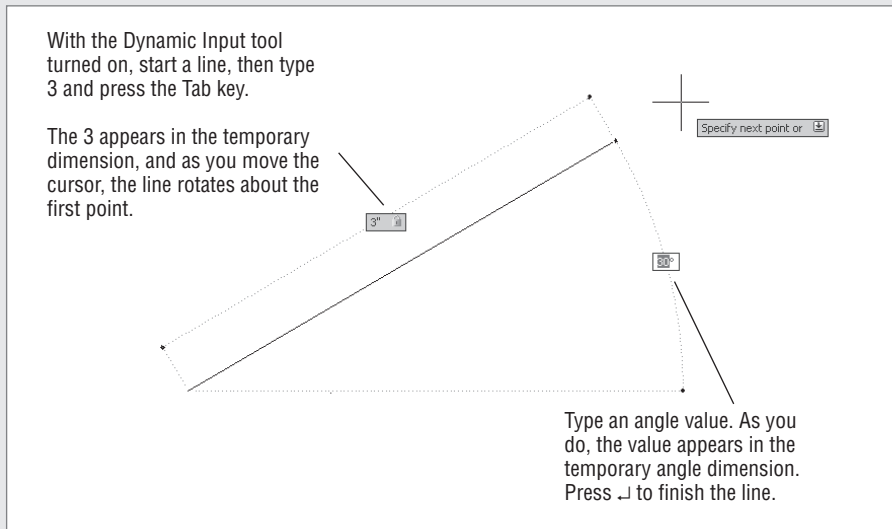 With the Dynamic Input tool
turned on, start a line, then type
3 and press the Tab key.
The 3 appears in the temporary
dimension, and as you move the
cursor, the line rotates about the
first point.
Specify next point or
3"
30°
Type an angle value. As you
do, the value appears in the
temporary angle dimension.
Press ↵ to finish the line.